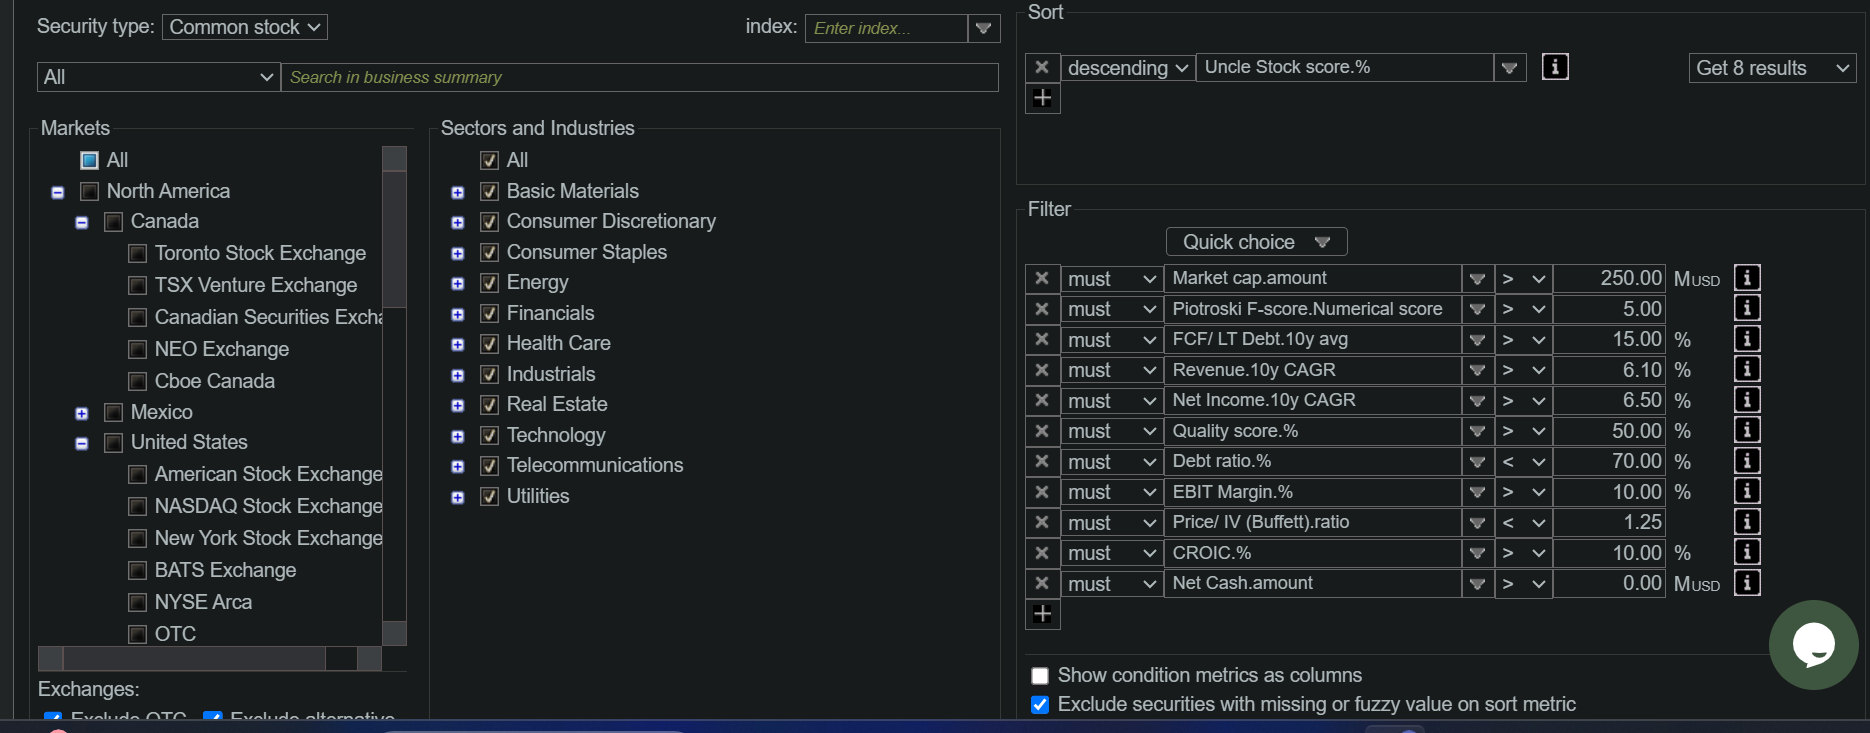 Security type: Common stock
index: Enter index...
All
Search in business summary
Markets
All
North America
Canada
Toronto Stock Exchange
TSX Venture Exchange
Canadian Securities Excha
NEO Exchange
Cboe Canada
Mexico
United States
American Stock Exchange
NASDAQ Stock Exchange
New York Stock Exchange
BATS Exchange
NYSE Arca
OTC
Exchanges:
Exclude OTC Exclude alternative
Sectors and Industries
All
Basic Materials
Consumer Discretionary
Consumer Staples
Energy
Financials
Health Care
Industrials
Real Estate
Technology
Telecommunications
Utilities
Sort
descending Uncle Stock score.%
Get 8 results
Filter
Quick choice
must Market cap.amount > 250.00 MUSD
must Piotroski F-score.Numerical score > 5.00
must FCF/ LT Debt.10y avg > 15.00 %
must Revenue.10y CAGR > 6.10 %
must Net Income.10y CAGR > 6.50 %
must Quality score.% > 50.00 %
must Debt ratio.% < 70.00 %
must EBIT Margin.% > 10.00 %
must Price/ IV (Buffett).ratio < 1.25
must CROIC.% > 10.00 %
must Net Cash.amount > 0.00 MUSD
Show condition metrics as columns
Exclude securities with missing or fuzzy value on sort metric